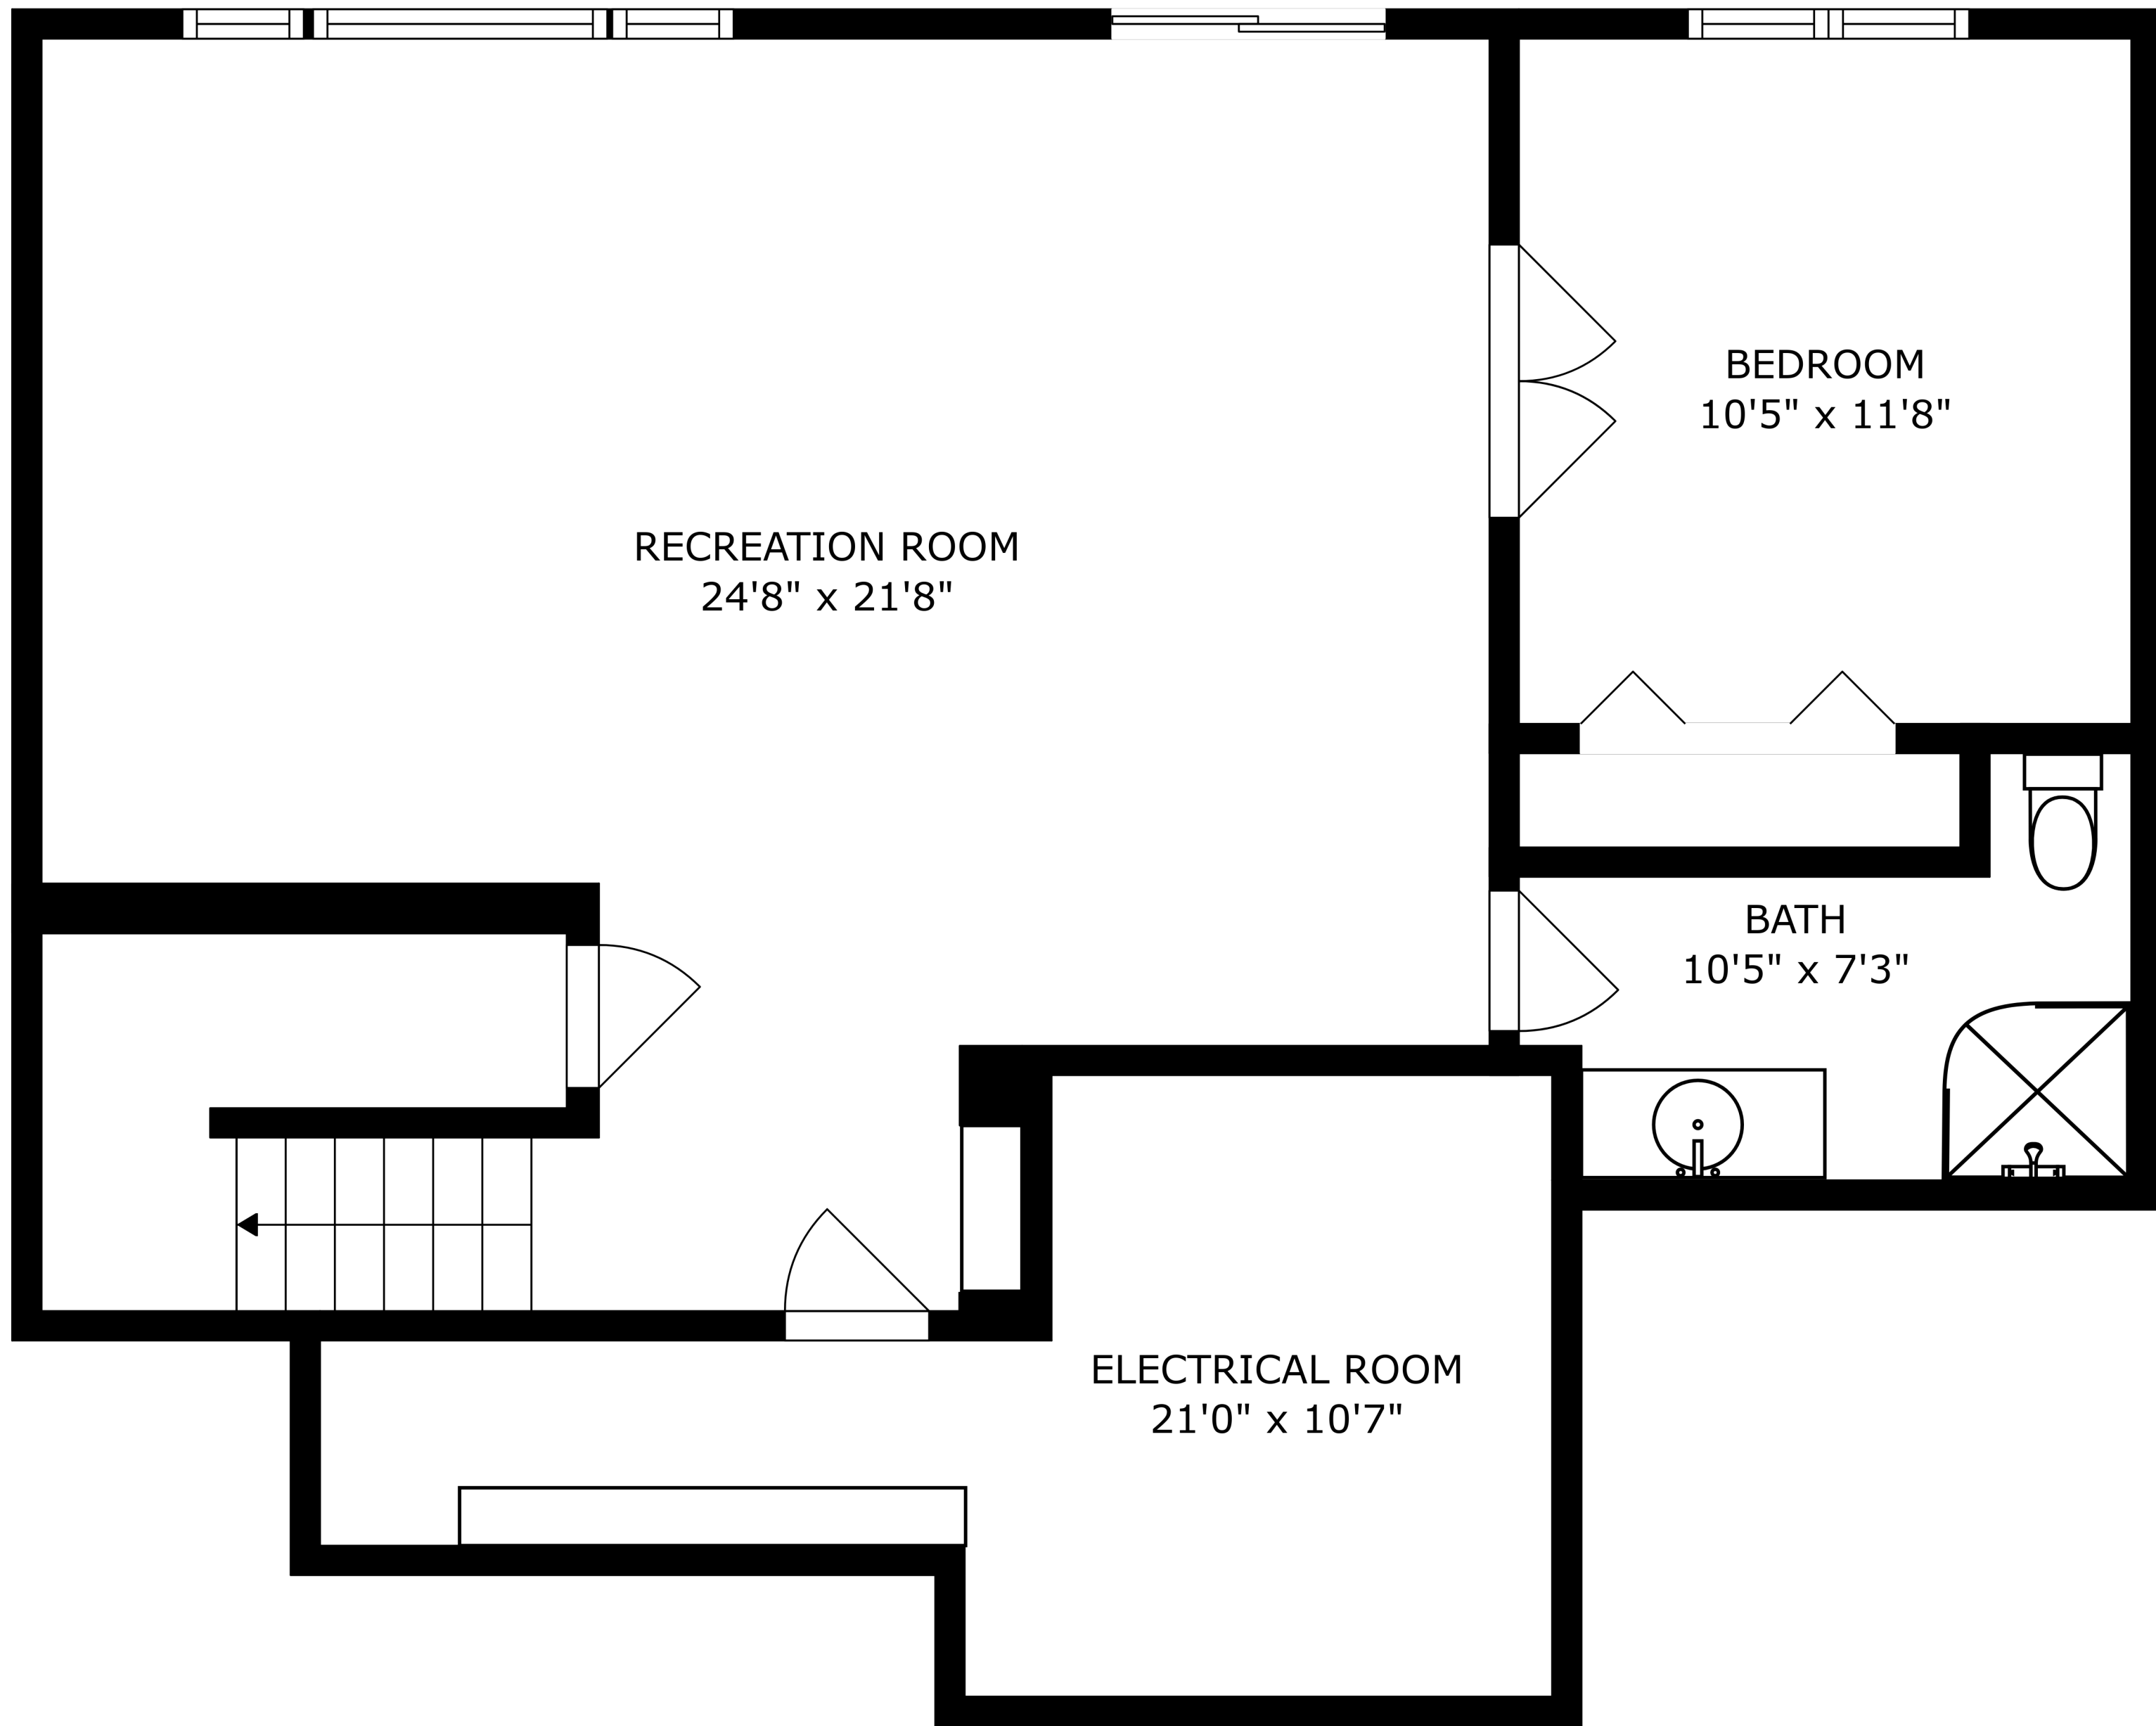 BEDROOM
10'5" x 11'8"
RECREATION ROOM
24'8" x 21'8"
BATH
10'5" x 7'3"
ELECTRICAL ROOM
21'0" x 10'7"